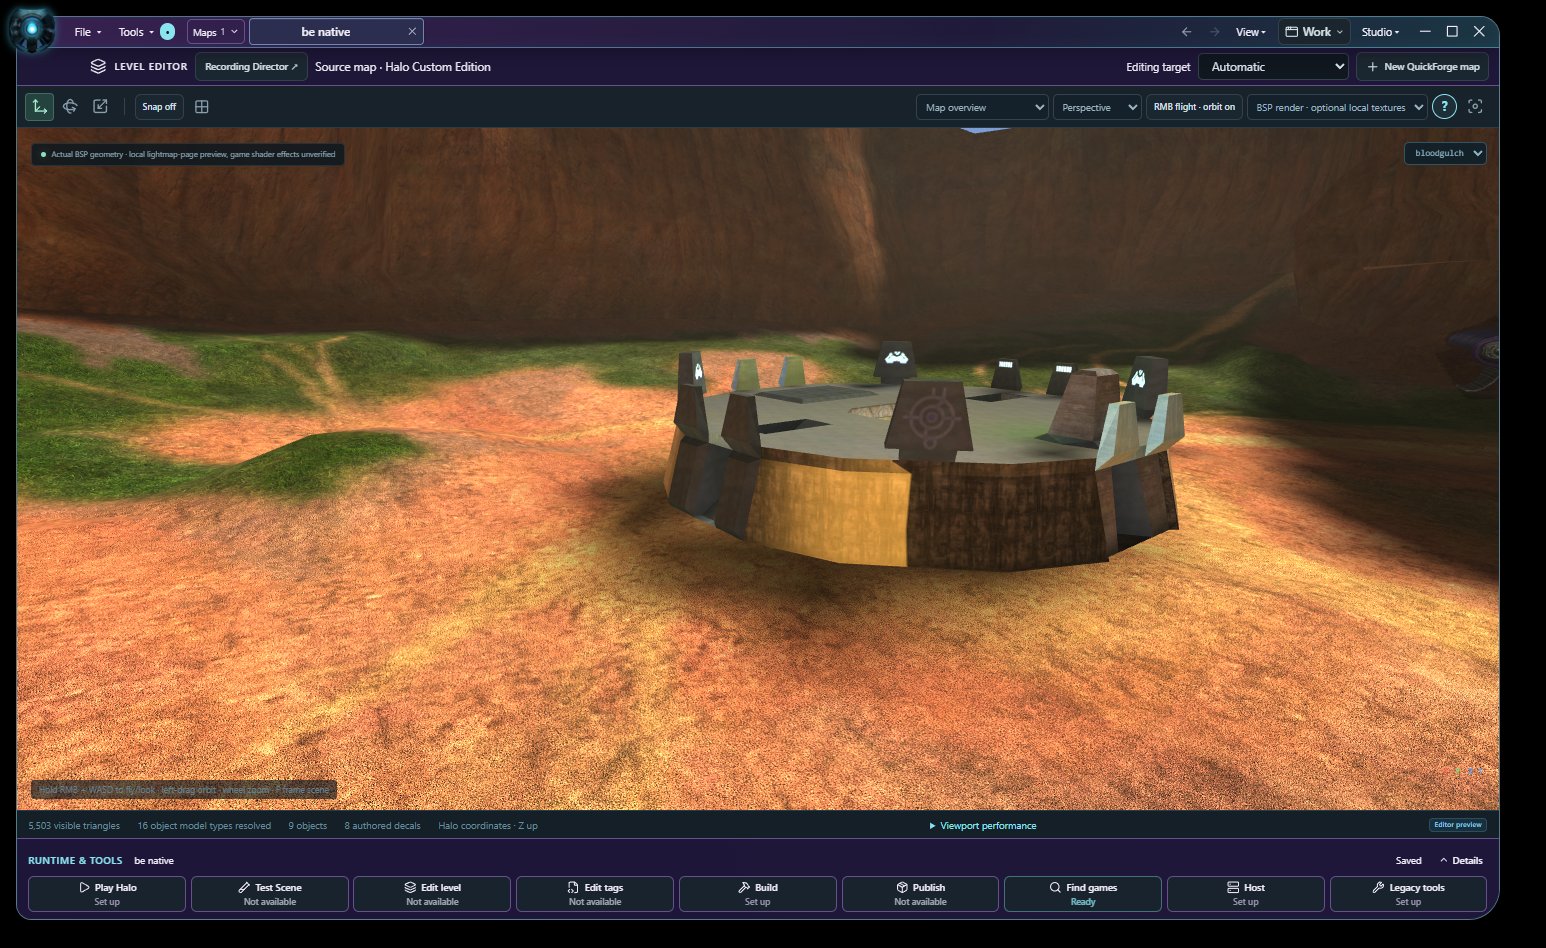 File Tools Maps 1 be native View Work Studio
LEVEL EDITOR Recording Director ↗ Source map · Halo Custom Edition Editing target Automatic + New QuickForge map
Snap off Map overview Perspective RMB flight · orbit on BSP render · optional local textures ?
Actual BSP geometry · local lightmap-page preview, game shader effects unverified bloodgulch
Hold RMB + WASD to fly/look · left-drag orbit · wheel zoom · F frame scene
5,503 visible triangles 16 object model types resolved 9 objects 8 authored decals Halo coordinates · Z up Viewport performance Editor preview
RUNTIME & TOOLS be native Saved Details
Play Halo Test Scene Edit level Edit tags Build Publish Find games Host Legacy tools
Set up Not available Not available Not available Set up Not available Ready Set up Set up